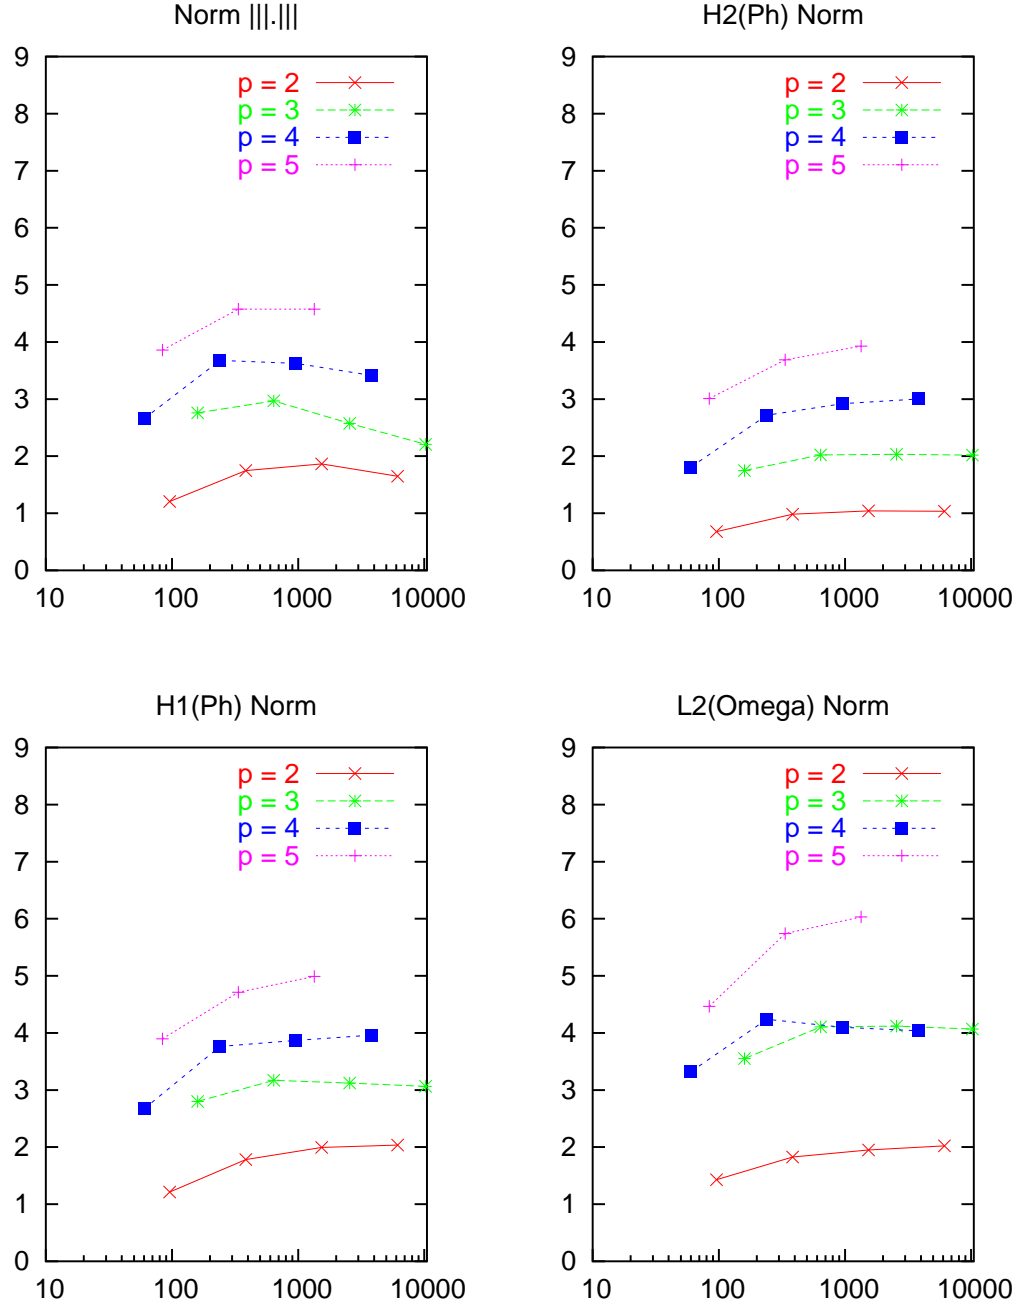 Norm |||.|||
9
8
7
6
5
4
3
2
1
0
10 100 1000 10000
p = 2
p = 3
p = 4
p = 5
H2(Ph) Norm
9
8
7
6
5
4
3
2
1
0
10 100 1000 10000
p = 2
p = 3
p = 4
p = 5
H1(Ph) Norm
9
8
7
6
5
4
3
2
1
0
10 100 1000 10000
p = 2
p = 3
p = 4
p = 5
L2(Omega) Norm
9
8
7
6
5
4
3
2
1
0
10 100 1000 10000
p = 2
p = 3
p = 4
p = 5